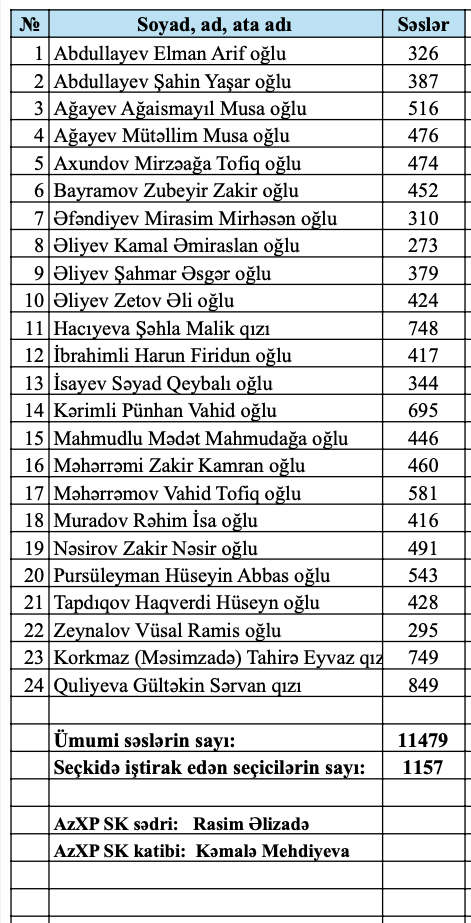 № Soyad, ad, ata adı Səslər
1 Abdullayev Elman Arif oğlu 326
2 Abdullayev Şahin Yaşar oğlu 387
3 Ağayev Ağaismayıl Musa oğlu 516
4 Ağayev Mütəllim Musa oğlu 476
5 Axundov Mirzəağa Tofiq oğlu 474
6 Bayramov Zubeyir Zakir oğlu 452
7 Əfəndiyev Mirasim Mirhəsən oğlu 310
8 Əliyev Kamal Əmiraslan oğlu 273
9 Əliyev Şahmar Əsgər oğlu 379
10 Əliyev Zetov Əli oğlu 424
11 Hacıyeva Şəhla Malik qızı 748
12 İbrahimli Harun Firidun oğlu 417
13 İsayev Səyad Qeybalı oğlu 344
14 Kərimli Pünhan Vahid oğlu 695
15 Mahmudlu Mədət Mahmudağa oğlu 446
16 Məhərrəmi Zakir Kamran oğlu 460
17 Məhərrəmov Vahid Tofiq oğlu 581
18 Muradov Rəhim İsa oğlu 416
19 Nəsirov Zakir Nəsir oğlu 491
20 Pursüleyman Hüseyin Abbas oğlu 543
21 Tapdıqov Haqverdi Hüseyn oğlu 428
22 Zeynalov Vüsal Ramis oğlu 295
23 Korkmaz (Məsimzadə) Tahirə Eyvaz qız 749
24 Quliyeva Gültəkin Sərvan qızı 849
Ümumi səslərin sayı: 11479
Seçkidə iştirak edən seçicilərin sayı: 1157
AzXP SK sədri: Rasim Əlizadə
AzXP SK katibi: Kəmalə Mehdiyeva